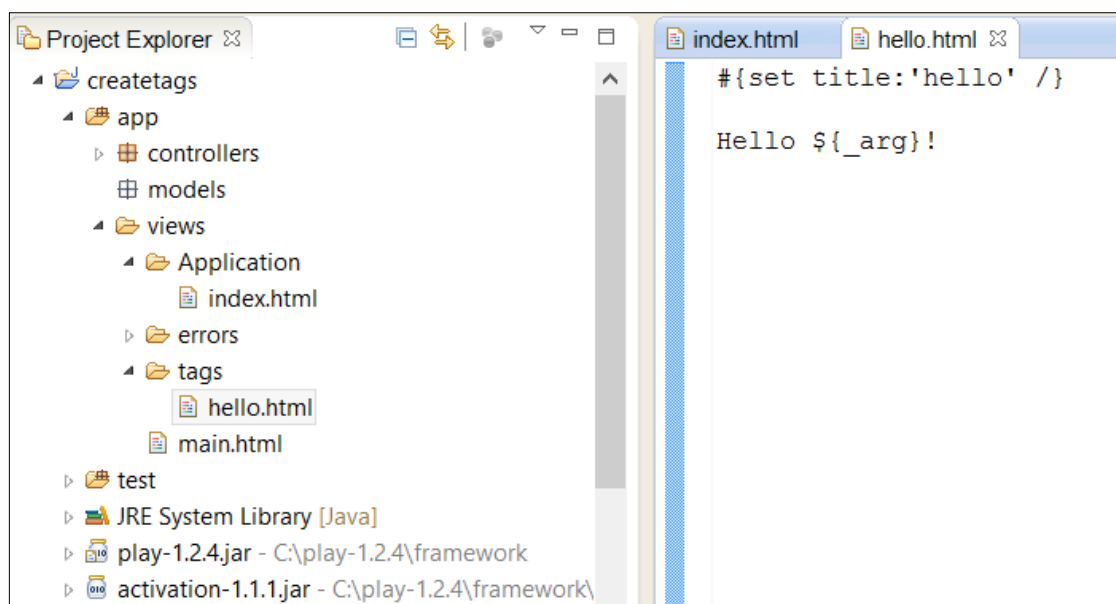 Project Explorer
createtags
app
controllers
models
views
Application
index.html
errors
tags
hello.html
main.html
test
JRE System Library [Java]
play-1.2.4.jar - C:\play-1.2.4\framework
activation-1.1.1.jar - C:\play-1.2.4\framework\
index.html
hello.html
#{set title:'hello' /}
Hello ${_arg}!